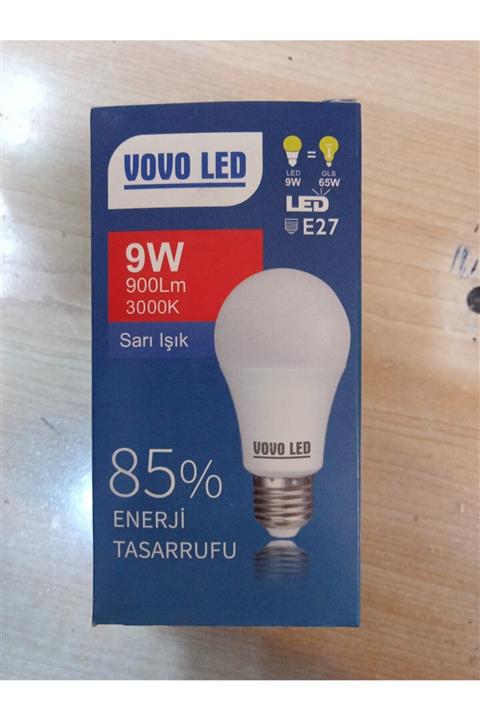 VOVO LED
LED
9W
=
GLS
65W
LED
E27
9W
900Lm
3000K
Sarı Işık
VOVO LED
85%
ENERJİ
TASARRUFU